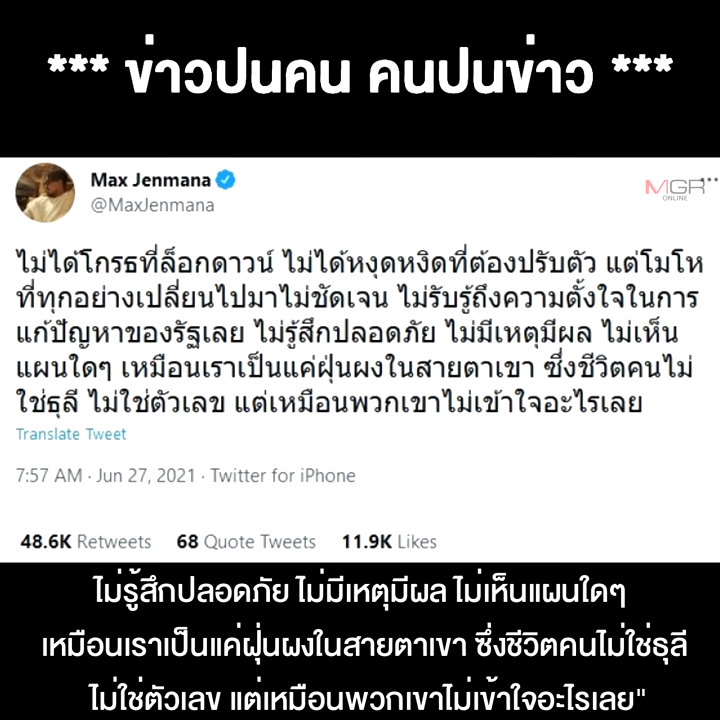 *** ข่าวปนคน คนปนข่าว ***
Max Jenmana
@MaxJenmana
MGR
ONLINE
ไม่ได้โกรธที่ล็อกดาวน์ ไม่ได้หงุดหงิดที่ต้องปรับตัว แต่โมโห
ที่ทุกอย่างเปลี่ยนไปมาไม่ชัดเจน ไม่รับรู้ถึงความตั้งใจในการ
แก้ปัญหาของรัฐเลย ไม่รู้สึกปลอดภัย ไม่มีเหตุมีผล ไม่เห็น
แผนใดๆ เหมือนเราเป็นแค่ฝุ่นผงในสายตาเขา ซึ่งชีวิตคนไม่
ใช่ธุลี ไม่ใช่ตัวเลข แต่เหมือนพวกเขาไม่เข้าใจอะไรเลย
Translate Tweet
7:57 AM · Jun 27, 2021 · Twitter for iPhone
48.6K Retweets 68 Quote Tweets 11.9K Likes
ไม่รู้สึกปลอดภัย ไม่มีเหตุมีผล ไม่เห็นแผนใดๆ
เหมือนเราเป็นแค่ฝุ่นผงในสายตาเขา ซึ่งชีวิตคนไม่ใช่ธุลี
ไม่ใช่ตัวเลข แต่เหมือนพวกเขาไม่เข้าใจอะไรเลย"